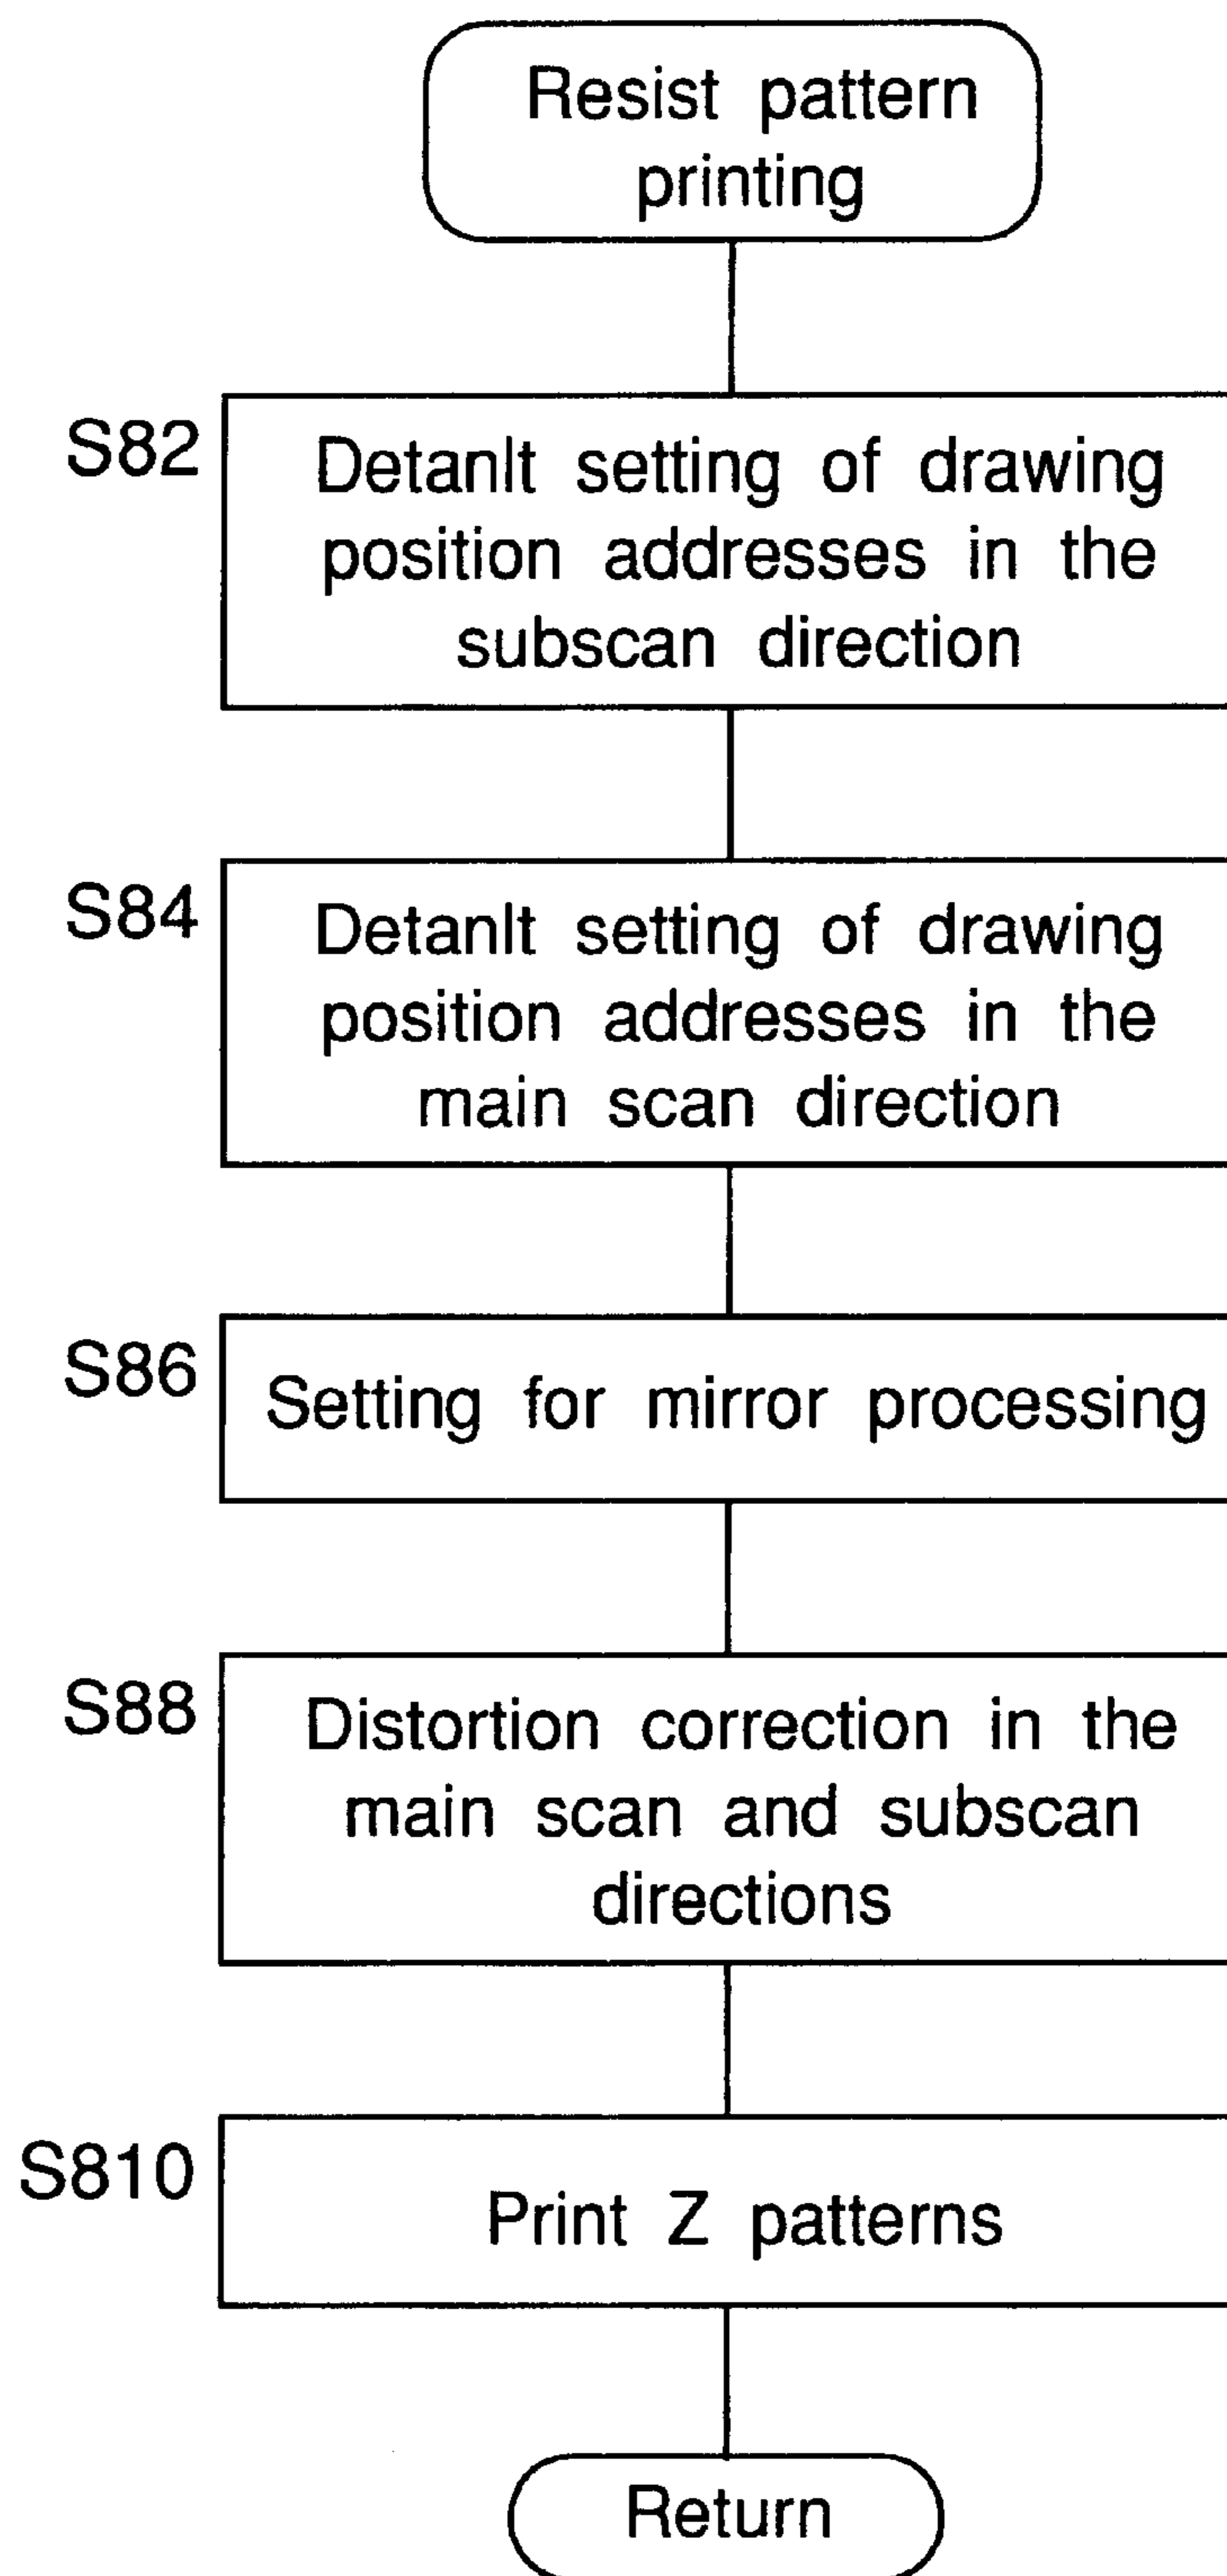 Resist pattern
printing
S82
Detanlt setting of drawing
position addresses in the
subscan direction
S84
Detanlt setting of drawing
position addresses in the
main scan direction
S86
Setting for mirror processing
S88
Distortion correction in the
main scan and subscan
directions
S810
Print Z patterns
Return